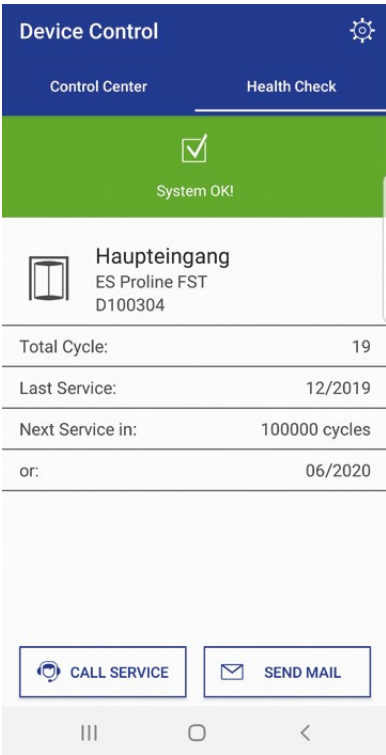 Device Control
Control Center Health Check
System OK!
Haupteingang
ES Proline FST
D100304
Total Cycle: 19
Last Service: 12/2019
Next Service in: 100000 cycles
or: 06/2020
CALL SERVICE SEND MAIL